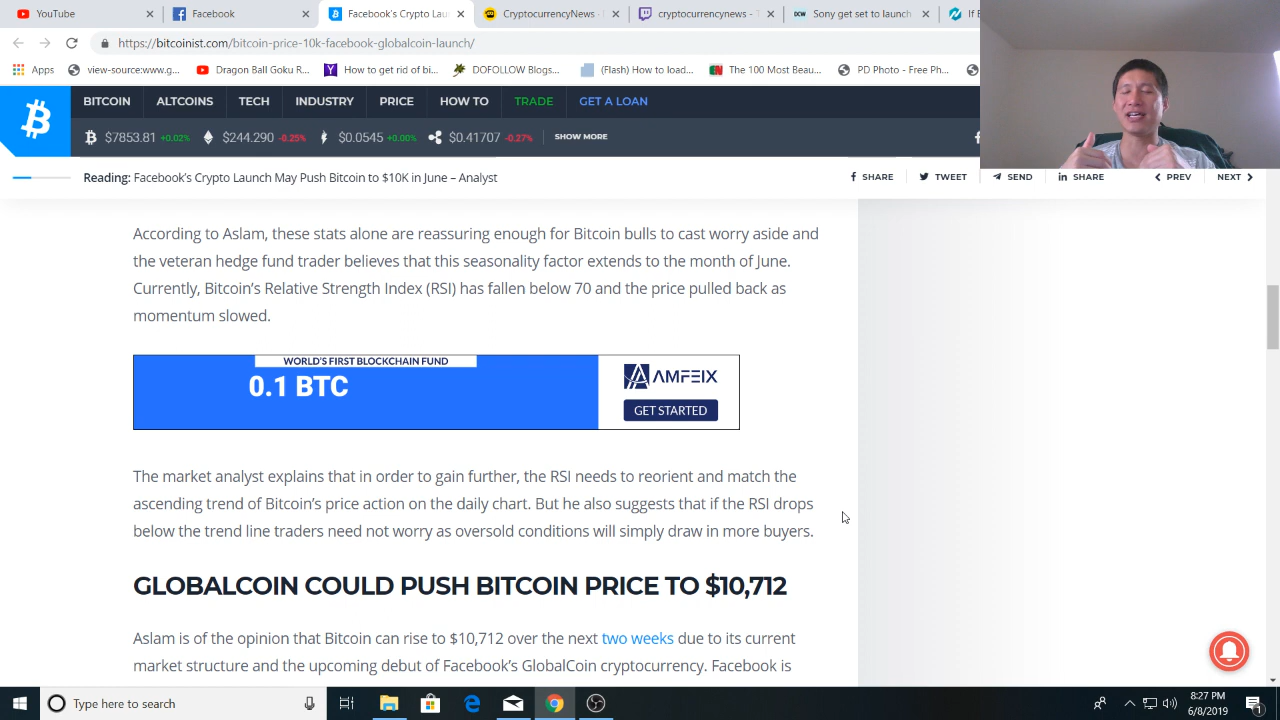 YouTube
Facebook
Facebook's Crypto Lau
CryptocurrencyNews -
cryptocurrencynews - T
Sony get set to launch
If B
https://bitcoinist.com/bitcoin-price-10k-facebook-globalcoin-launch/
Apps
view-source:www.g...
Dragon Ball Goku R...
How to get rid of bi...
DOFOLLOW Blogs...
(Flash) How to load...
The 100 Most Beau...
PD Photo - Free Ph...
BITCOIN
ALTCOINS
TECH
INDUSTRY
PRICE
HOW TO
TRADE
GET A LOAN
$7853.81 +0.02%
$244.290 -0.25%
$0.0545 +0.00%
$0.41707 -0.27%
SHOW MORE
Reading: Facebook's Crypto Launch May Push Bitcoin to $10K in June – Analyst
SHARE
TWEET
SEND
SHARE
PREV
NEXT
According to Aslam, these stats alone are reassuring enough for Bitcoin bulls to cast worry aside and
the veteran hedge fund trader believes that this seasonality factor extends to the month of June.
Currently, Bitcoin's Relative Strength Index (RSI) has fallen below 70 and the price pulled back as
momentum slowed.
WORLD'S FIRST BLOCKCHAIN FUND
0.1 BTC
AMFEIX
GET STARTED
The market analyst explains that in order to gain further, the RSI needs to reorient and match the
ascending trend of Bitcoin's price action on the daily chart. But he also suggests that if the RSI drops
below the trend line traders need not worry as oversold conditions will simply draw in more buyers.
GLOBALCOIN COULD PUSH BITCOIN PRICE TO $10,712
Aslam is of the opinion that Bitcoin can rise to $10,712 over the next two weeks due to its current
market structure and the upcoming debut of Facebook's GlobalCoin cryptocurrency. Facebook is
Type here to search
8:27 PM
6/8/2019
1